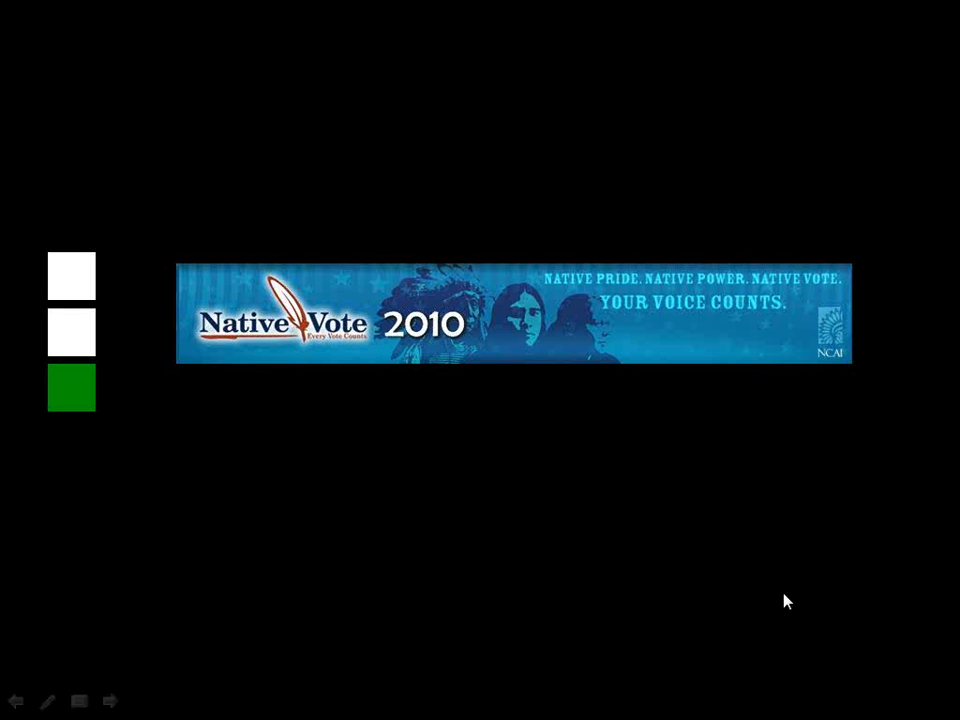 NATIVE PRIDE. NATIVE POWER. NATIVE VOTE.
YOUR VOICE COUNTS.
Native Vote 2010
Every Vote Counts
NCAI